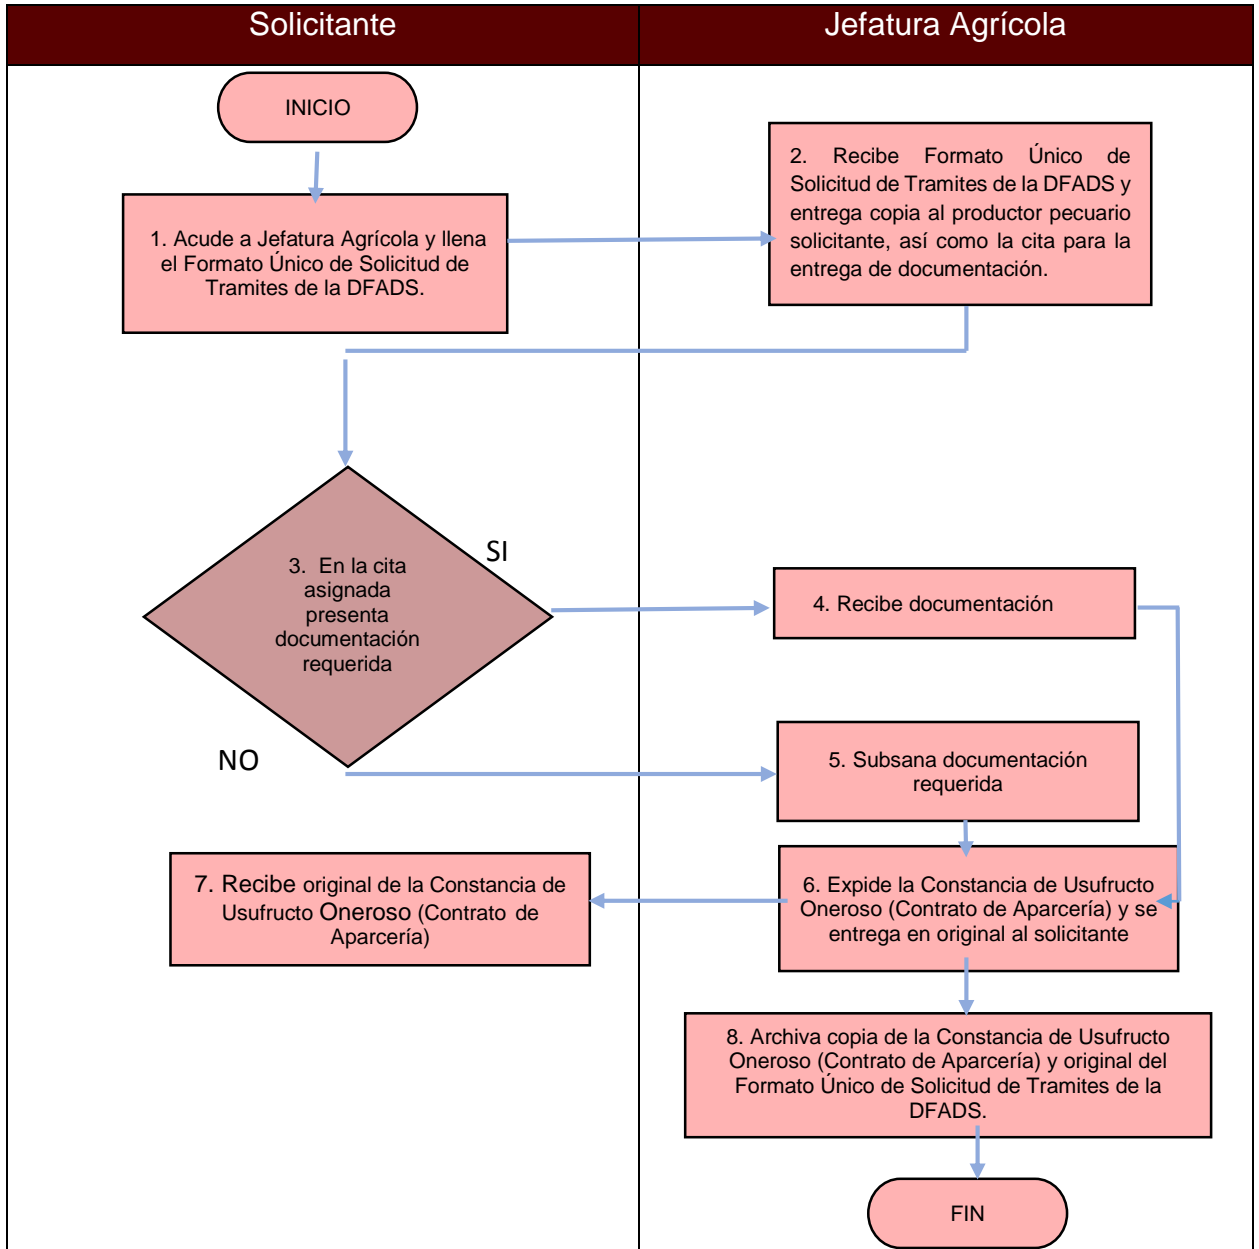 Solicitante
Jefatura Agrícola
INICIO
1. Acude a Jefatura Agrícola y llena
el Formato Único de Solicitud de
Tramites de la DFADS.
2. Recibe Formato Único de
Solicitud de Tramites de la DFADS y
entrega copia al productor pecuario
solicitante, así como la cita para la
entrega de documentación.
3. En la cita
asignada
presenta
documentación
requerida
SI
NO
4. Recibe documentación
5. Subsana documentación
requerida
6. Expide la Constancia de Usufructo
Oneroso (Contrato de Aparcería) y se
entrega en original al solicitante
7. Recibe original de la Constancia de
Usufructo Oneroso (Contrato de
Aparcería)
8. Archiva copia de la Constancia de Usufructo
Oneroso (Contrato de Aparcería) y original del
Formato Único de Solicitud de Tramites de la
DFADS.
FIN